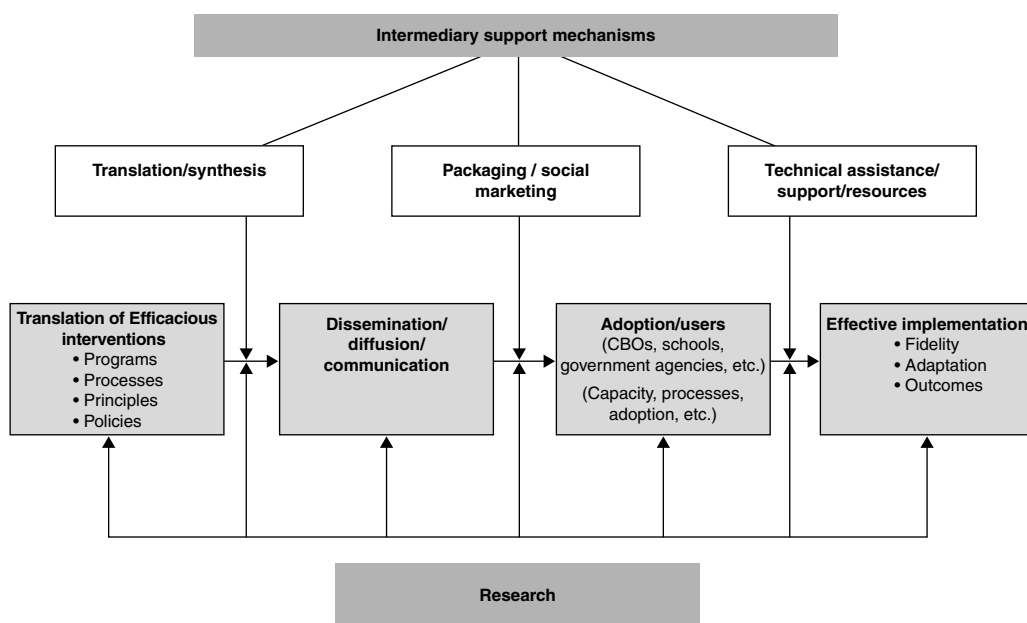 Intermediary support mechanisms
Translation/synthesis
Packaging / social
marketing
Technical assistance/
support/resources
Translation of Efficacious
interventions
• Programs
• Processes
• Principles
• Policies
Dissemination/
diffusion/
communication
Adoption/users
(CBOs, schools,
government agencies, etc.)
(Capacity, processes,
adoption, etc.)
Effective implementation
• Fidelity
• Adaptation
• Outcomes
Research